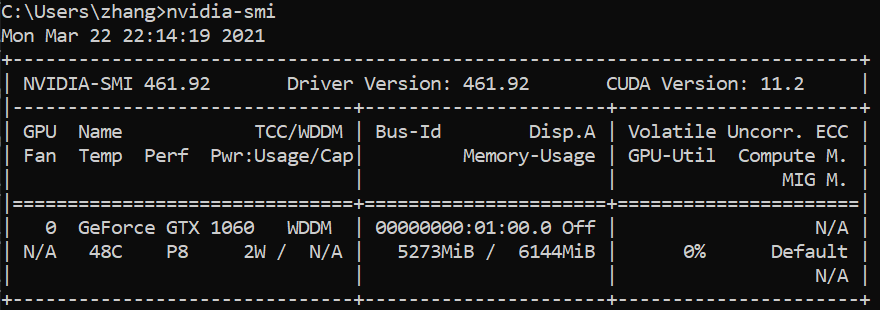 C:\Users\zhang>nvidia-smi
Mon Mar 22 22:14:19 2021
+-----------------------------------------------------------------------------+
| NVIDIA-SMI 461.92       Driver Version: 461.92       CUDA Version: 11.2     |
|-------------------------------+----------------------+----------------------+
| GPU  Name            TCC/WDDM | Bus-Id        Disp.A | Volatile Uncorr. ECC |
| Fan  Temp  Perf  Pwr:Usage/Cap|         Memory-Usage | GPU-Util  Compute M. |
|                               |                      |               MIG M. |
|===============================+======================+======================|
|   0  GeForce GTX 1060   WDDM  | 00000000:01:00.0 Off |                  N/A |
| N/A   48C    P8     2W /  N/A |   5273MiB /  6144MiB |      0%      Default |
|                               |                      |                  N/A |
+-------------------------------+----------------------+----------------------+